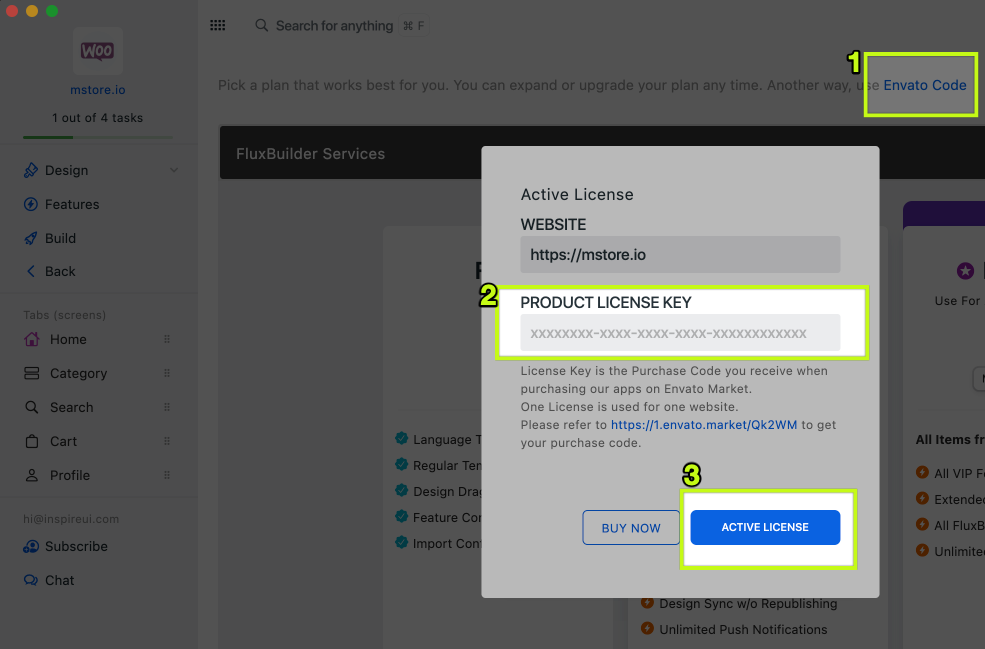 Woo
mstore.io
1 out of 4 tasks
Design
Features
Build
Back
Tabs (screens)
Home
Category
Search
Cart
Profile
hi@inspireui.com
Subscribe
Chat
Search for anything ⌘ F
Pick a plan that works best for you. You can expand or upgrade your plan any time. Another way, use Envato Code
1
FluxBuilder Services
Active License
WEBSITE
https://mstore.io
2
PRODUCT LICENSE KEY
xxxxxxxx-xxxx-xxxx-xxxx-xxxxxxxxxxxx
License Key is the Purchase Code you receive when
purchasing our apps on Envato Market.
One License is used for one website.
Please refer to https://1.envato.market/Qk2WM to get
your purchase code.
3
BUY NOW
ACTIVE LICENSE
Language
Regular
Design
Feature
Import
Design Sync w/o Republishing
Unlimited Push Notifications
Use For
All Items
All VIP
Extended
All
Unlimited